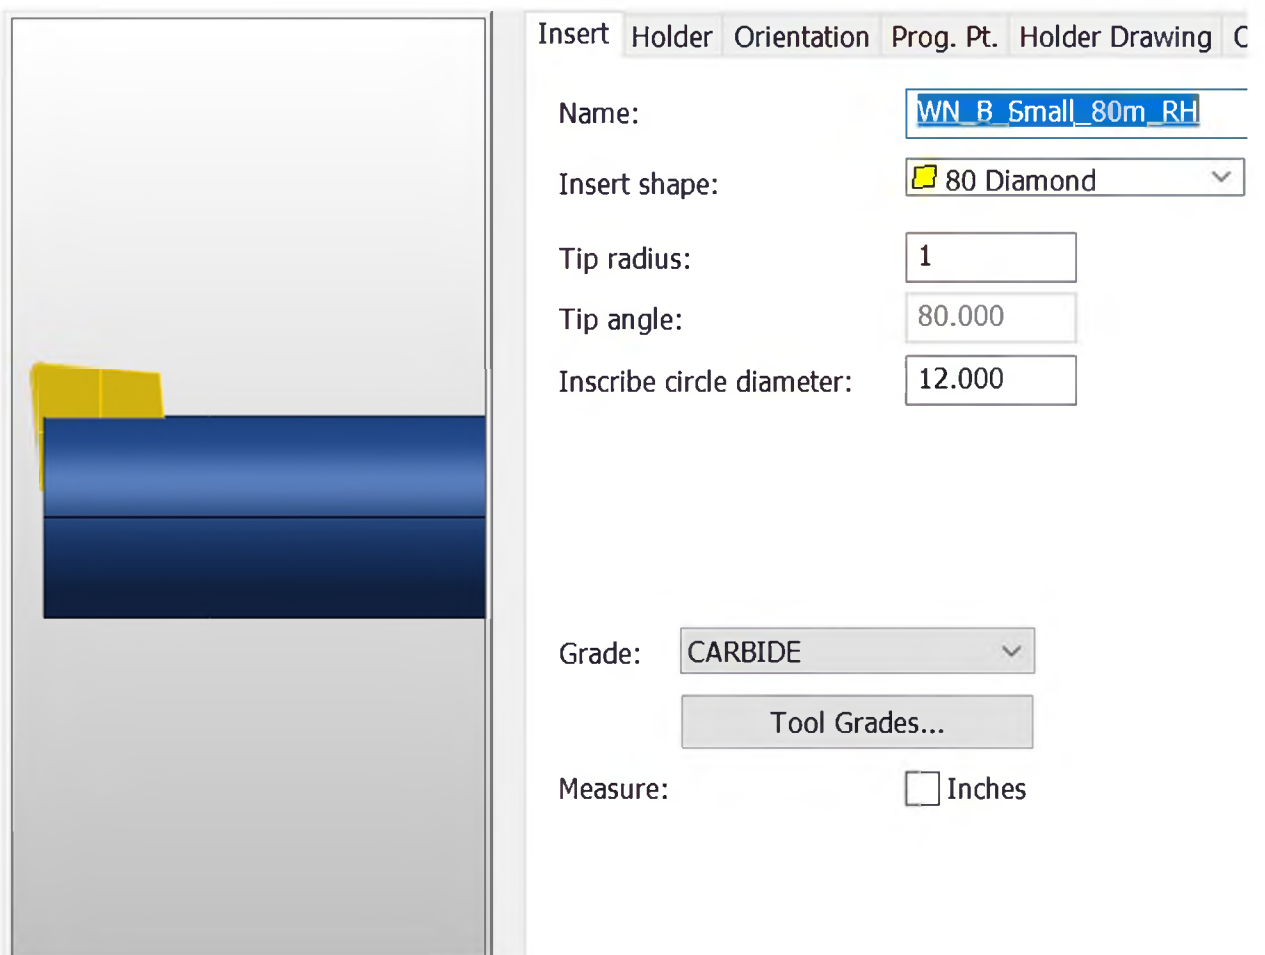 Insert Holder Orientation Prog. Pt. Holder Drawing
Name: WN_B_Small_80m_RH
Insert shape: 80 Diamond
Tip radius: 1
Tip angle: 80.000
Inscribe circle diameter: 12.000
Grade: CARBIDE
Tool Grades...
Measure: Inches